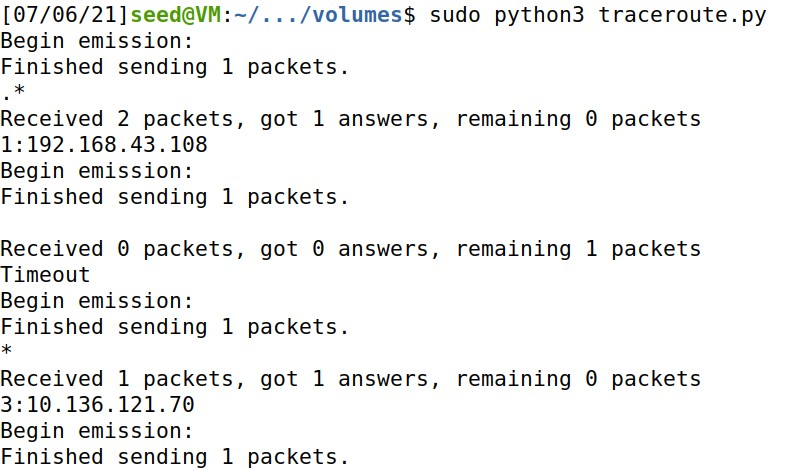 [07/06/21]seed@VM:~/.../volumes$ sudo python3 traceroute.py
Begin emission:
Finished sending 1 packets.
.*
Received 2 packets, got 1 answers, remaining 0 packets
1:192.168.43.108
Begin emission:
Finished sending 1 packets.

Received 0 packets, got 0 answers, remaining 1 packets
Timeout
Begin emission:
Finished sending 1 packets.
*
Received 1 packets, got 1 answers, remaining 0 packets
3:10.136.121.70
Begin emission:
Finished sending 1 packets.